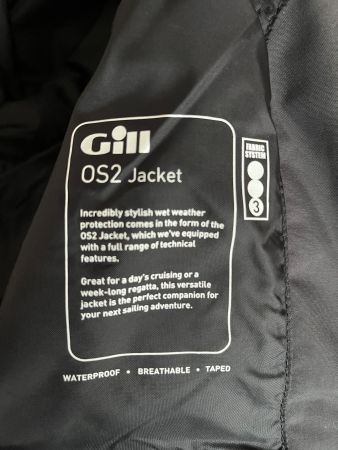 Gill
OS2 Jacket
Incredibly stylish wet weather
protection comes in the form of the
OS2 Jacket, which we've equipped
with a full range of technical
features.
Great for a day's cruising or a
week-long regatta, this versatile
jacket is the perfect companion for
your next sailing adventure.
WATERPROOF • BREATHABLE • TAPED
FABRIC
SYSTEM
3